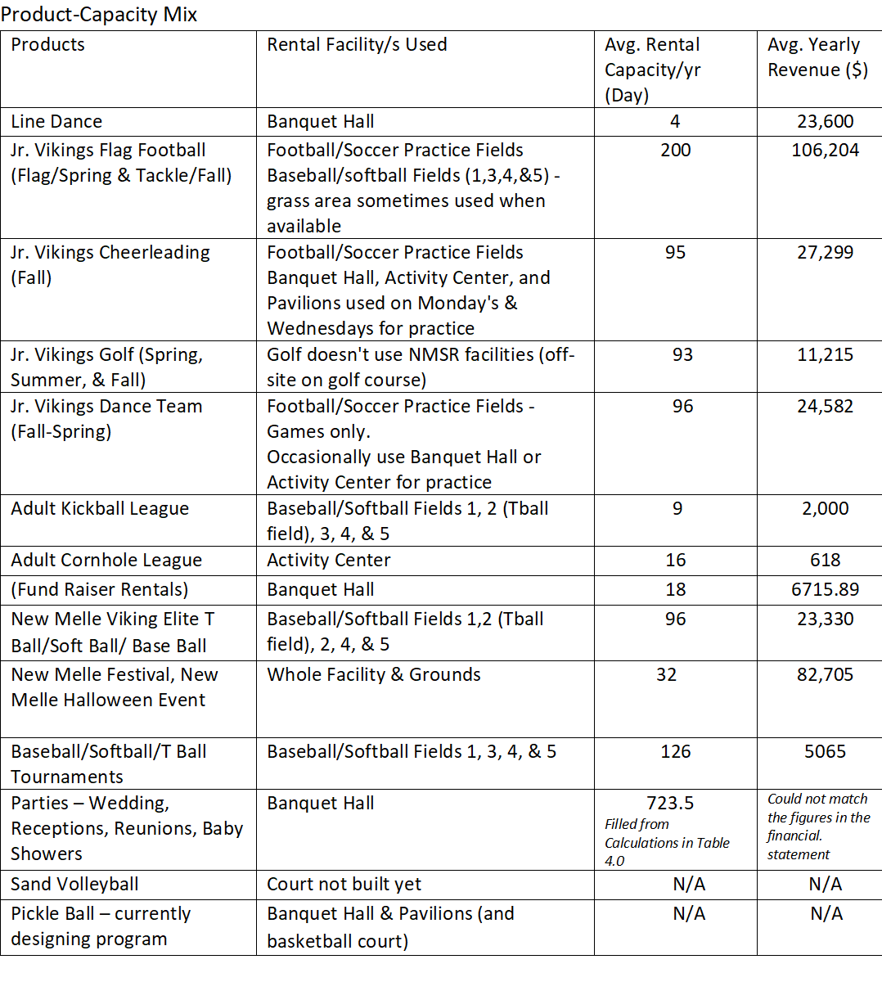 Product-Capacity Mix
Products
Rental Facility/s Used
Avg. Rental
Capacity/yr
(Day)
Avg. Yearly
Revenue ($)
Line Dance
Banquet Hall
4
23,600
Jr. Vikings Flag Football
(Flag/Spring & Tackle/Fall)
Football/Soccer Practice Fields
Baseball/softball Fields (1,3,4,&5) -
grass area sometimes used when
available
200
106,204
Jr. Vikings Cheerleading
(Fall)
Football/Soccer Practice Fields
Banquet Hall, Activity Center, and
Pavilions used on Monday's &
Wednesdays for practice
95
27,299
Jr. Vikings Golf (Spring,
Summer, & Fall)
Golf doesn't use NMSR facilities (off-
site on golf course)
93
11,215
Jr. Vikings Dance Team
(Fall-Spring)
Football/Soccer Practice Fields -
Games only.
Occasionally use Banquet Hall or
Activity Center for practice
96
24,582
Adult Kickball League
Baseball/Softball Fields 1, 2 (Tball
field), 3, 4, & 5
9
2,000
Adult Cornhole League
Activity Center
16
618
(Fund Raiser Rentals)
Banquet Hall
18
6715.89
New Melle Viking Elite T
Ball/Soft Ball/ Base Ball
Baseball/Softball Fields 1,2 (Tball
field), 2, 4, & 5
96
23,330
New Melle Festival, New
Melle Halloween Event
Whole Facility & Grounds
32
82,705
Baseball/Softball/T Ball
Tournaments
Baseball/Softball Fields 1, 3, 4, & 5
126
5065
Parties – Wedding,
Receptions, Reunions, Baby
Showers
Banquet Hall
723.5
Filled from
Calculations in Table
4.0
Could not match
the figures in the
financial.
statement
Sand Volleyball
Court not built yet
N/A
N/A
Pickle Ball – currently
designing program
Banquet Hall & Pavilions (and
basketball court)
N/A
N/A